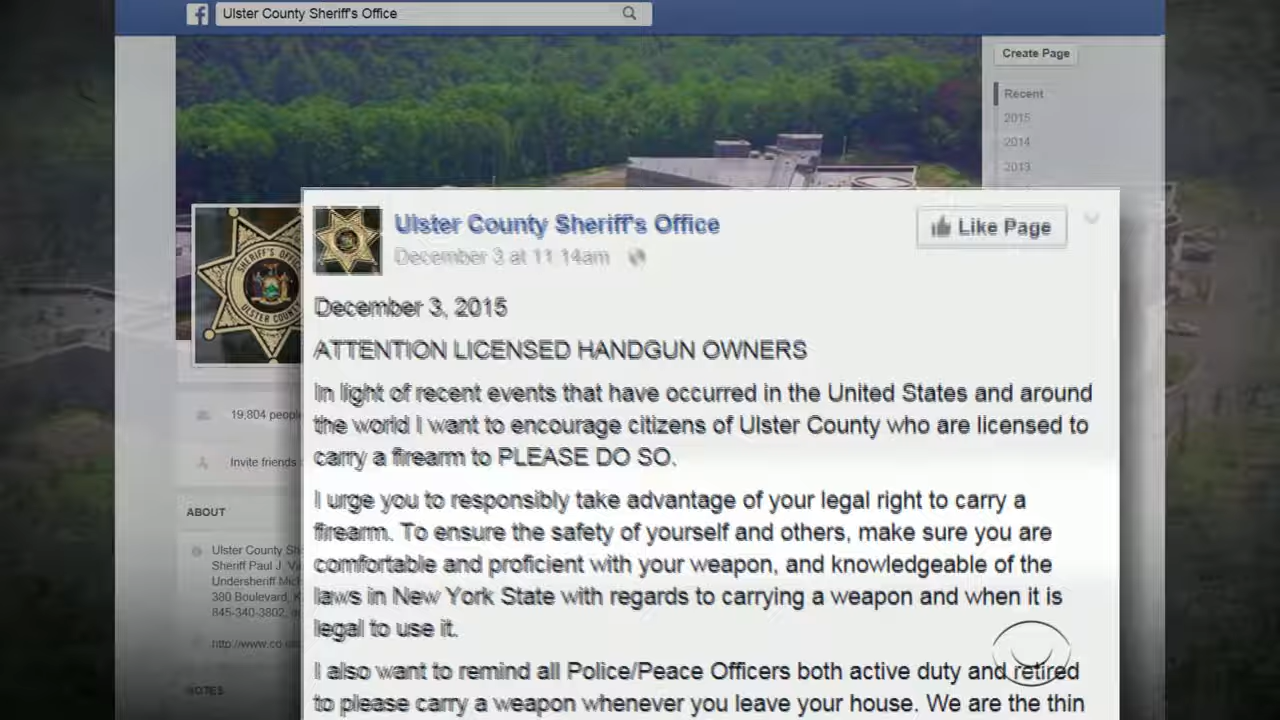 Ulster County Sheriff's Office
Create Page
Recent
2015
2014
2013
Ulster County Sheriff's Office
Like Page
December 3 at 11:14am
SHERIFF'S OFFICE
ULSTER COUNTY
December 3, 2015
ATTENTION LICENSED HANDGUN OWNERS
In light of recent events that have occurred in the United States and around
the world I want to encourage citizens of Ulster County who are licensed to
carry a firearm to PLEASE DO SO.
I urge you to responsibly take advantage of your legal right to carry a
firearm. To ensure the safety of yourself and others, make sure you are
comfortable and proficient with your weapon, and knowledgeable of the
laws in New York State with regards to carrying a weapon and when it is
legal to use it.
I also want to remind all Police/Peace Officers both active duty and retired
to please carry a weapon whenever you leave your house. We are the thin
19,804 people
Invite friends
ABOUT
Ulster County
Sheriff Paul J.
Undersheriff
380 Boulevard,
845-340-3802,
NOTES